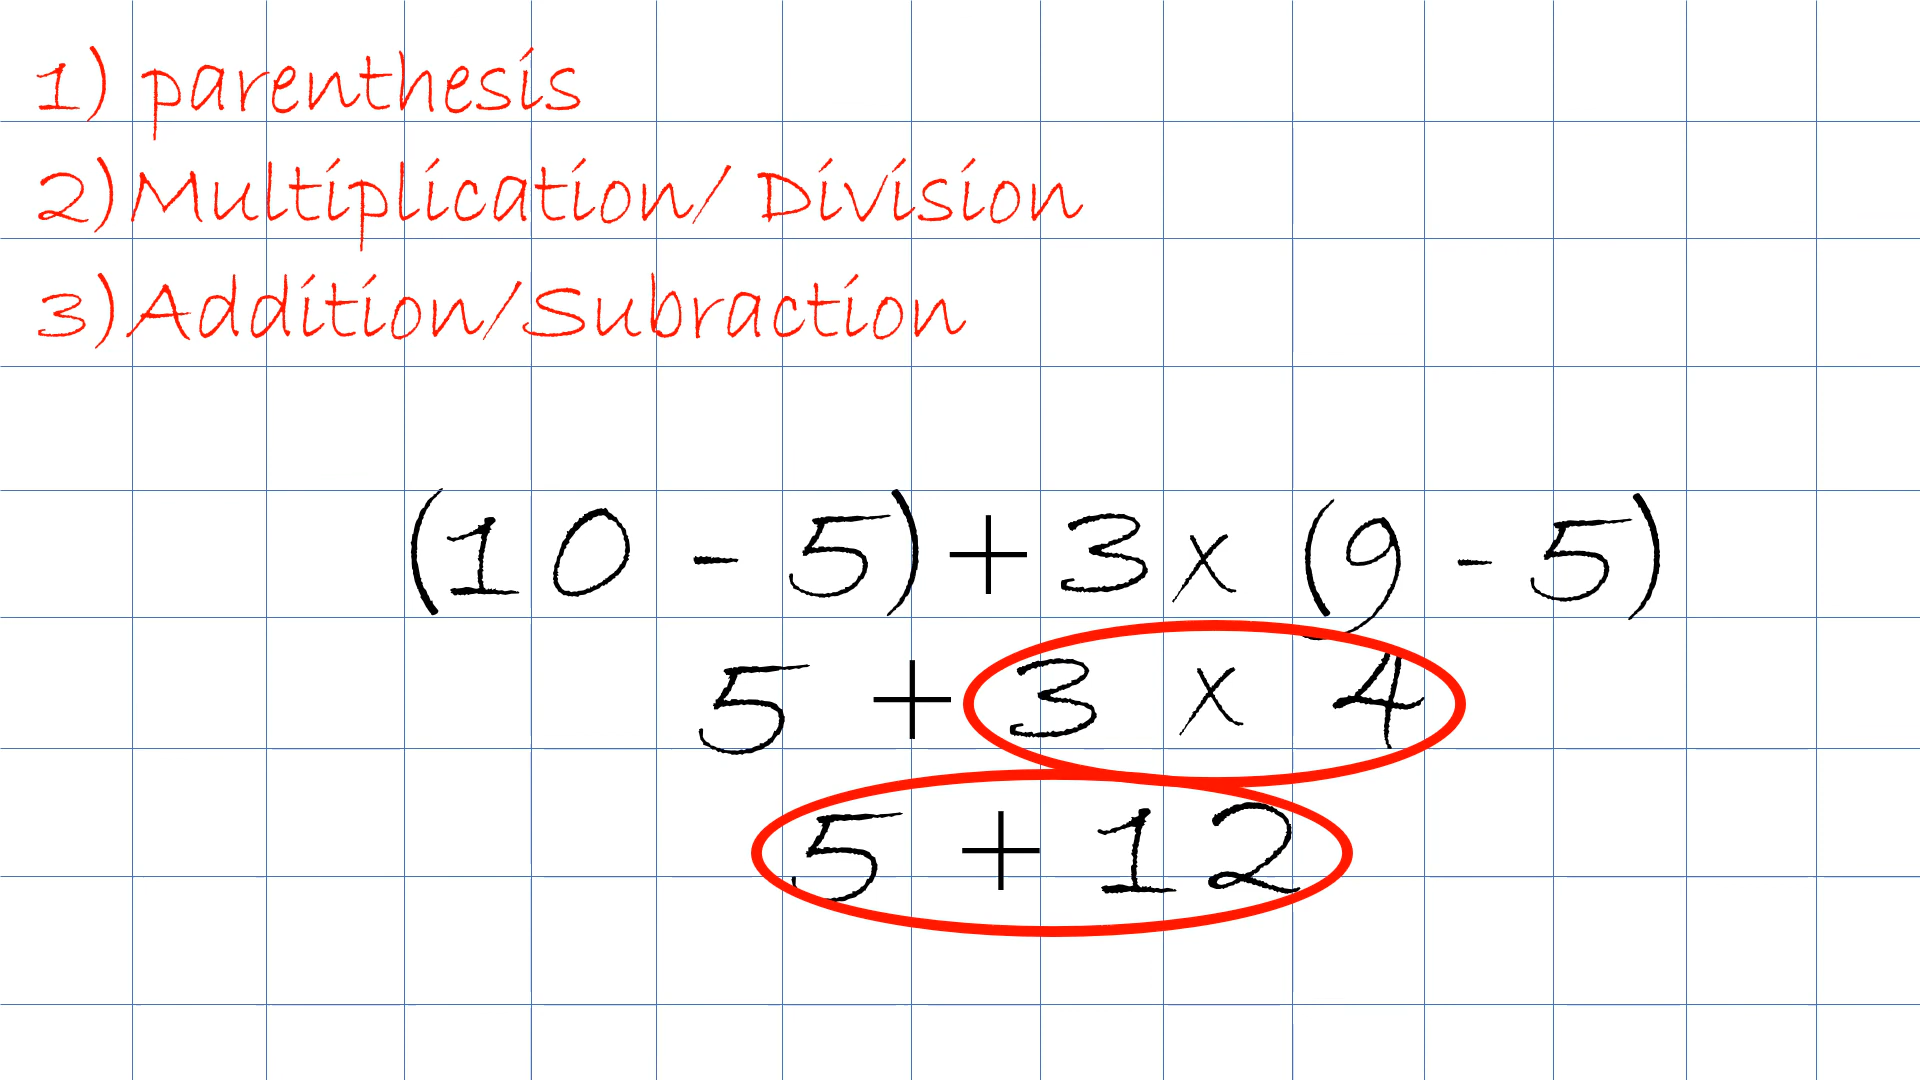 1) parenthesis
2) Multiplication/ Division
3) Addition/Subraction
(10 - 5) + 3 x (9 - 5)
5 + 3 x 4
5 + 12